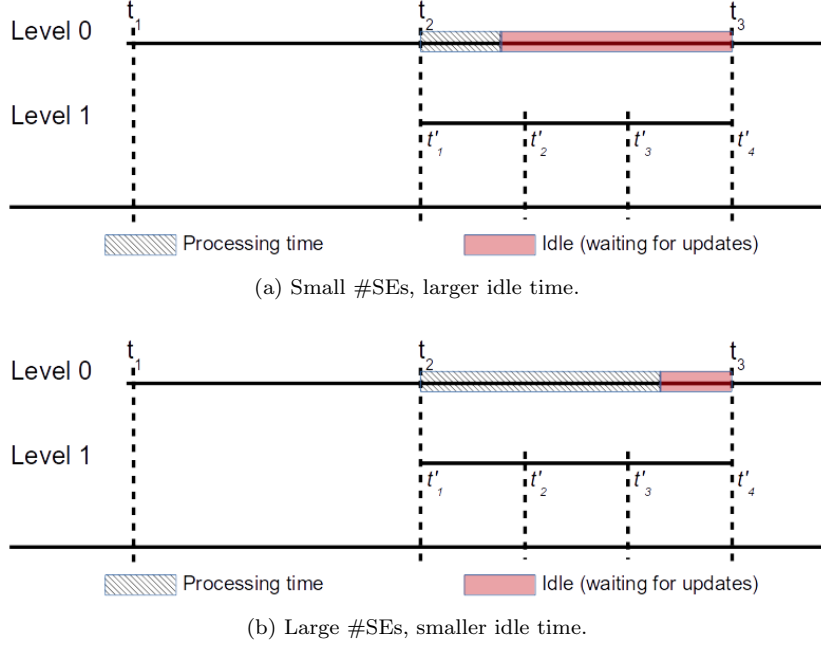 t1 t2 t3
Level 0
Level 1
t'1 t'2 t'3 t'4
Processing time Idle (waiting for updates)
(a) Small #SEs, larger idle time.
t1 t2 t3
Level 0
Level 1
t'1 t'2 t'3 t'4
Processing time Idle (waiting for updates)
(b) Large #SEs, smaller idle time.